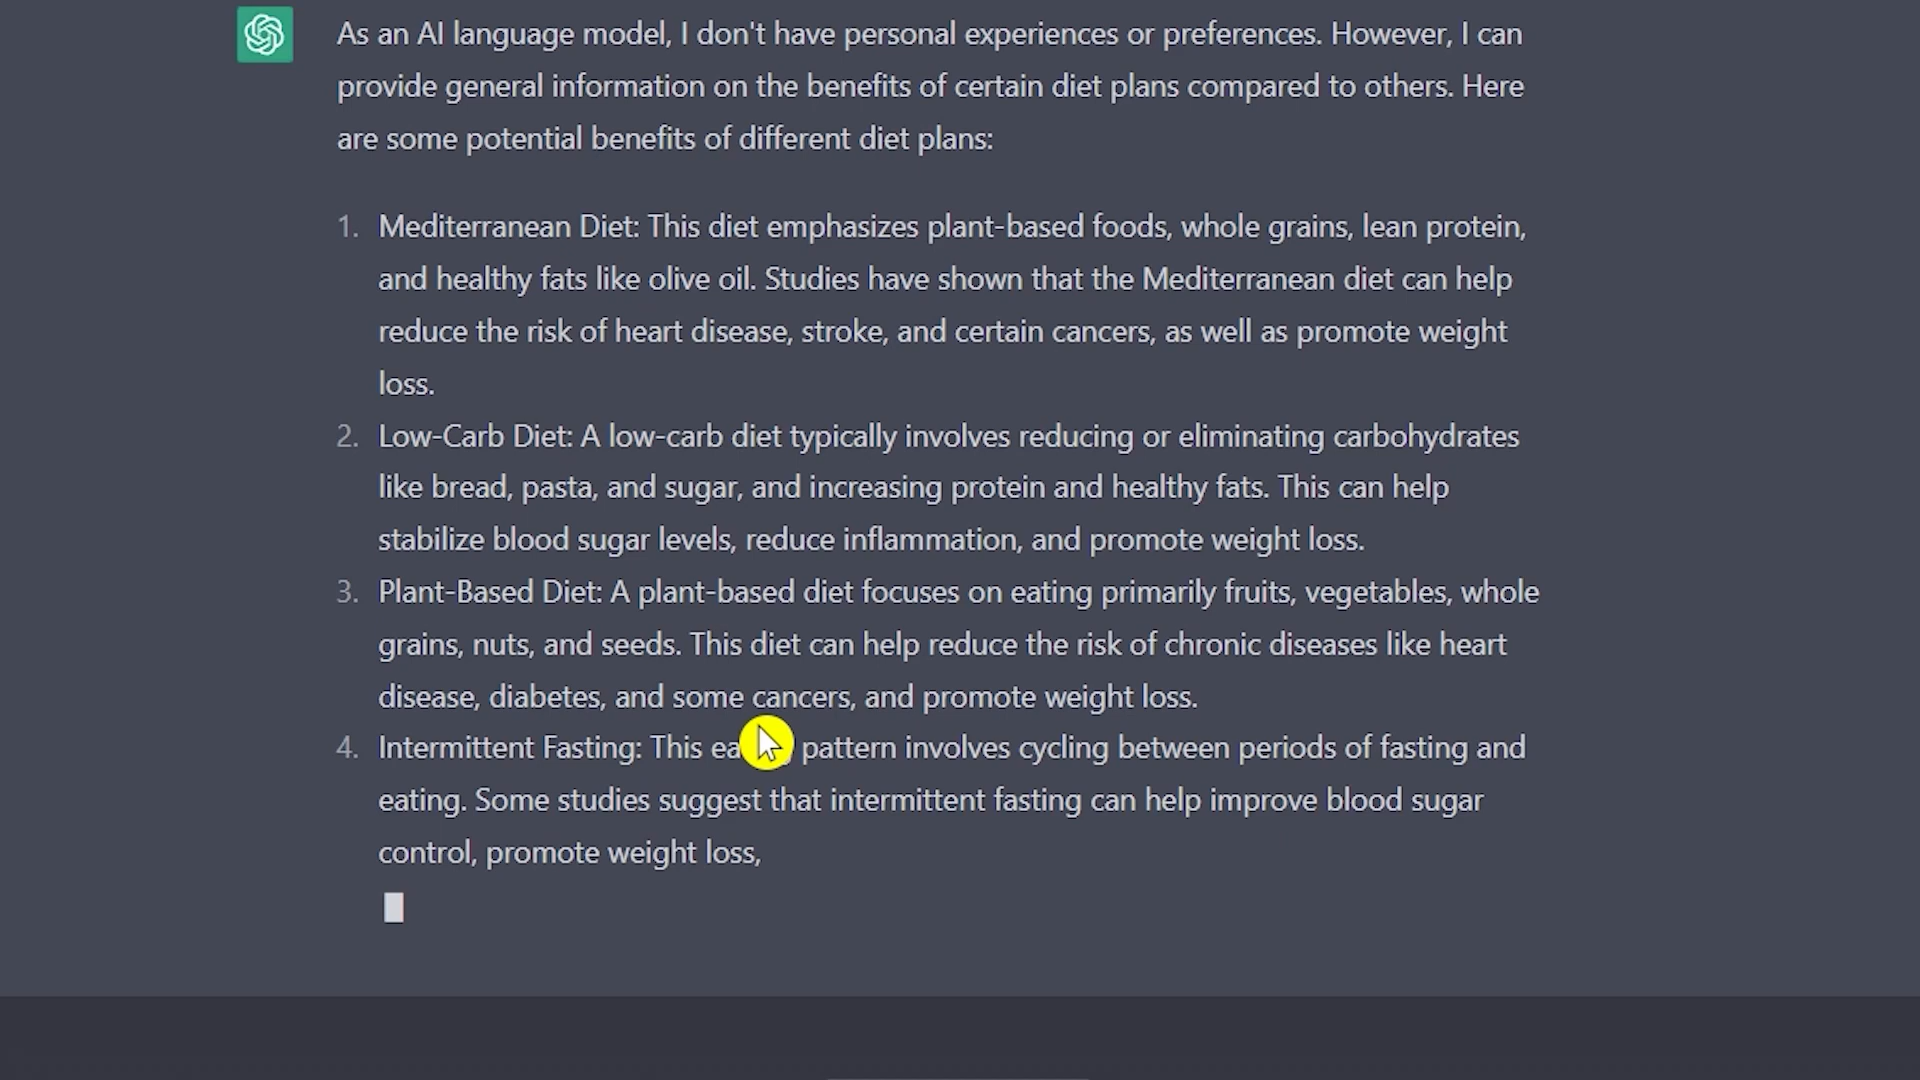 As an AI language model, I don't have personal experiences or preferences. However, I can
provide general information on the benefits of certain diet plans compared to others. Here
are some potential benefits of different diet plans:
1. Mediterranean Diet: This diet emphasizes plant-based foods, whole grains, lean protein,
and healthy fats like olive oil. Studies have shown that the Mediterranean diet can help
reduce the risk of heart disease, stroke, and certain cancers, as well as promote weight
loss.
2. Low-Carb Diet: A low-carb diet typically involves reducing or eliminating carbohydrates
like bread, pasta, and sugar, and increasing protein and healthy fats. This can help
stabilize blood sugar levels, reduce inflammation, and promote weight loss.
3. Plant-Based Diet: A plant-based diet focuses on eating primarily fruits, vegetables, whole
grains, nuts, and seeds. This diet can help reduce the risk of chronic diseases like heart
disease, diabetes, and some cancers, and promote weight loss.
4. Intermittent Fasting: This pattern involves cycling between periods of fasting and
eating. Some studies suggest that intermittent fasting can help improve blood sugar
control, promote weight loss,